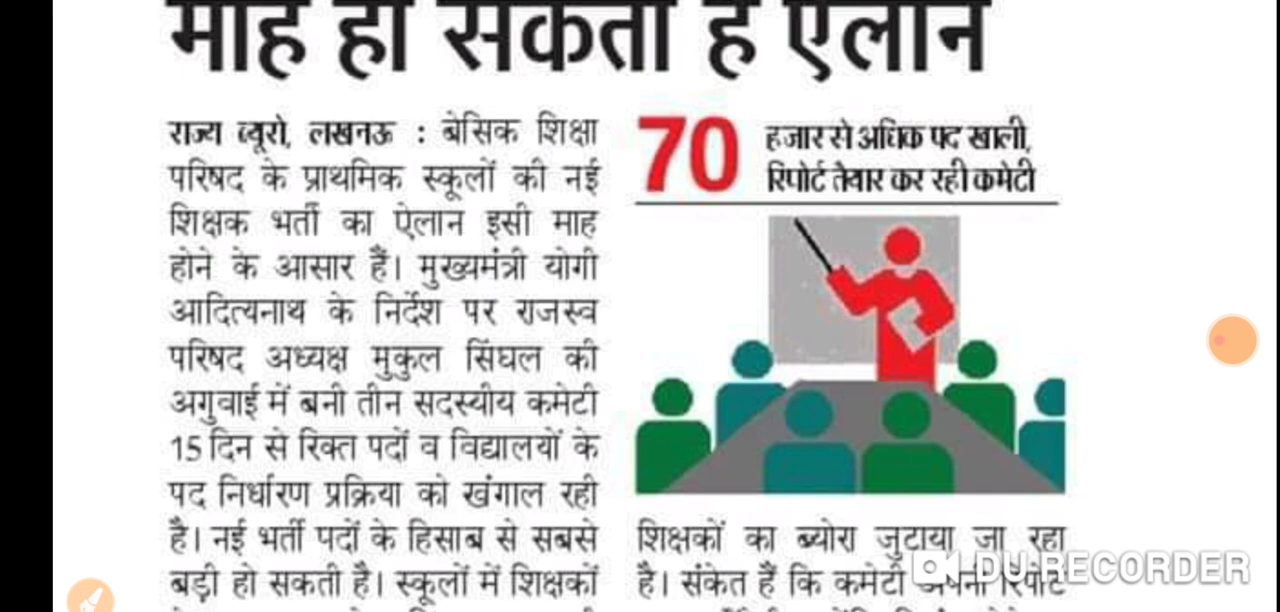 माह हो सकता है ऐलान
राज्य ब्यूरो, लखनऊ : बेसिक शिक्षा
परिषद के प्राथमिक स्कूलों की नई
शिक्षक भर्ती का ऐलान इसी माह
होने के आसार हैं। मुख्यमंत्री योगी
आदित्यनाथ के निर्देश पर राजस्व
परिषद अध्यक्ष मुकुल सिंघल की
अगुवाई में बनी तीन सदस्यीय कमेटी
15 दिन से रिक्त पदों व विद्यालयों के
पद निर्धारण प्रक्रिया को खंगाल रही
है। नई भर्ती पदों के हिसाब से सबसे
बड़ी हो सकती है। स्कूलों में शिक्षकों
70 हजार से अधिक पद खाली,
रिपोर्ट तैयार कर रही कमेटी
शिक्षकों का ब्योरा जुटाया जा रहा
है। संकेत हैं कि कमेटी अपनी रिपोर्ट
DU RECORDER